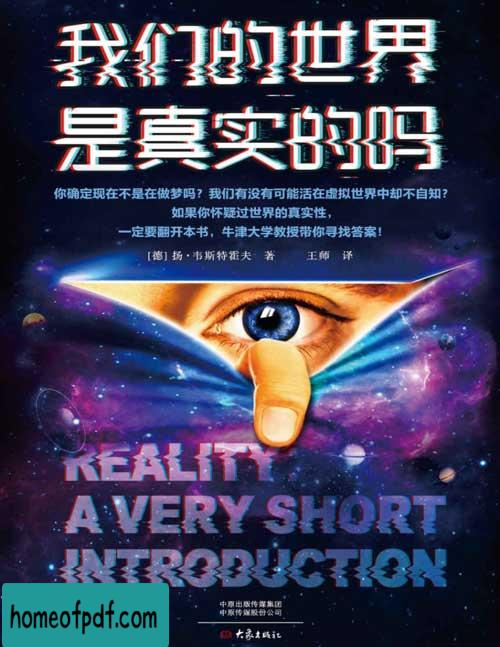 我们的世界
是真实的吗
你确定现在不是在做梦吗？我们有没有可能活在虚拟世界中却不自知？
如果你怀疑过世界的真实性，
一定要翻开本书，牛津大学教授带你寻找答案！
[德] 扬·韦斯特霍夫 著 王师 译
REALITY
A VERY SHORT
INTRODUCTION
中原出版传媒集团
中原传媒股份公司
大象出版社
homeofpdf.com